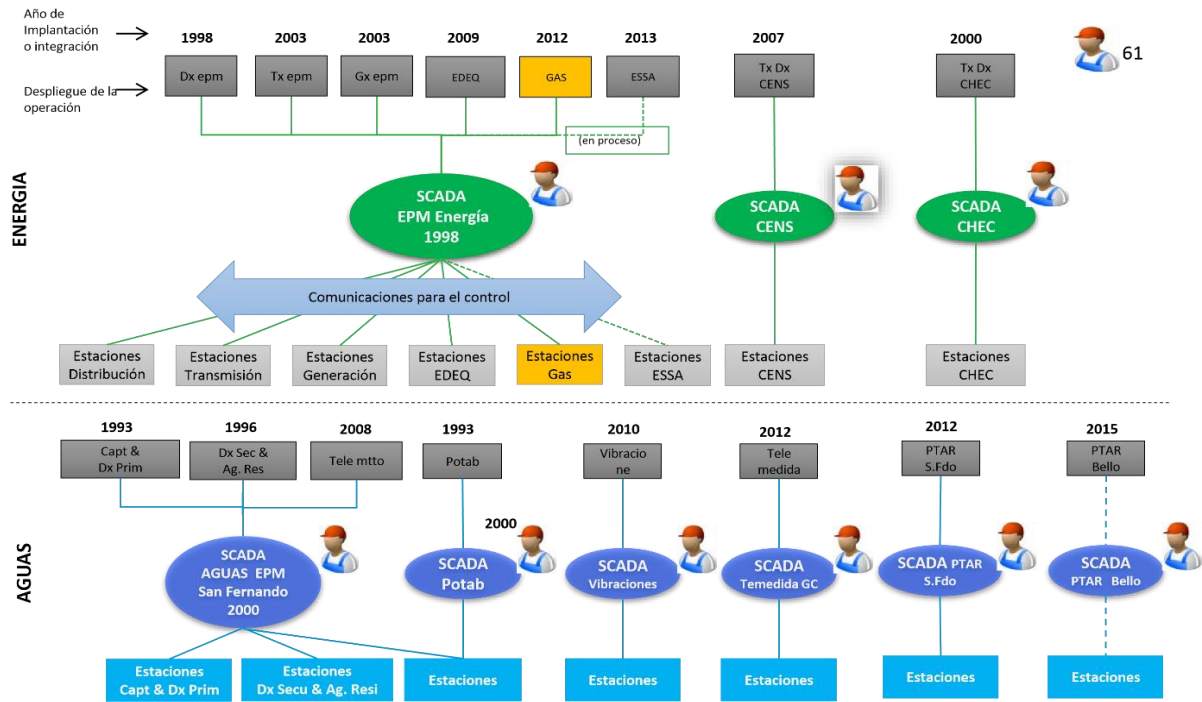 Año de
Implantación
o integración
1998
2003
2003
2009
2012
2013
2007
2000
61
Despliegue de la
operación
Dx epm
Tx epm
Gx epm
EDEQ
GAS
ESSA
Tx Dx
CENS
Tx Dx
CHEC
(en proceso)
ENERGIA
SCADA
EPM Energía
1998
SCADA
CENS
SCADA
CHEC
Comunicaciones para el control
Estaciones
Distribución
Estaciones
Transmisión
Estaciones
Generación
Estaciones
EDEQ
Estaciones
Gas
Estaciones
ESSA
Estaciones
CENS
Estaciones
CHEC
1993
1996
2008
1993
2010
2012
2012
2015
Capt &
Dx Prim
Dx Sec &
Ag. Res
Tele mtto
Potab
Vibracio
ne
Tele
medida
PTAR
S.Fdo
PTAR
Bello
AGUAS
2000
SCADA
AGUAS EPM
San Fernando
2000
SCADA
Potab
SCADA
Vibraciones
SCADA
Temedida GC
SCADA PTAR
S.Fdo
SCADA
PTAR Bello
Estaciones
Capt & Dx Prim
Estaciones
Dx Secu & Ag. Resi
Estaciones
Estaciones
Estaciones
Estaciones
Estaciones